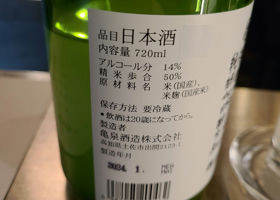 品目 日本酒
内容量 720ml
アルコール分 14%
精米歩合 50%
原材料名 米(国産)、
米麹(国産米)
保存方法 要冷蔵
•飲酒は20歳になってから。
製造者
亀泉酒造株式会社
高知県土佐市出間2123-1
製造年月
2024. 1.